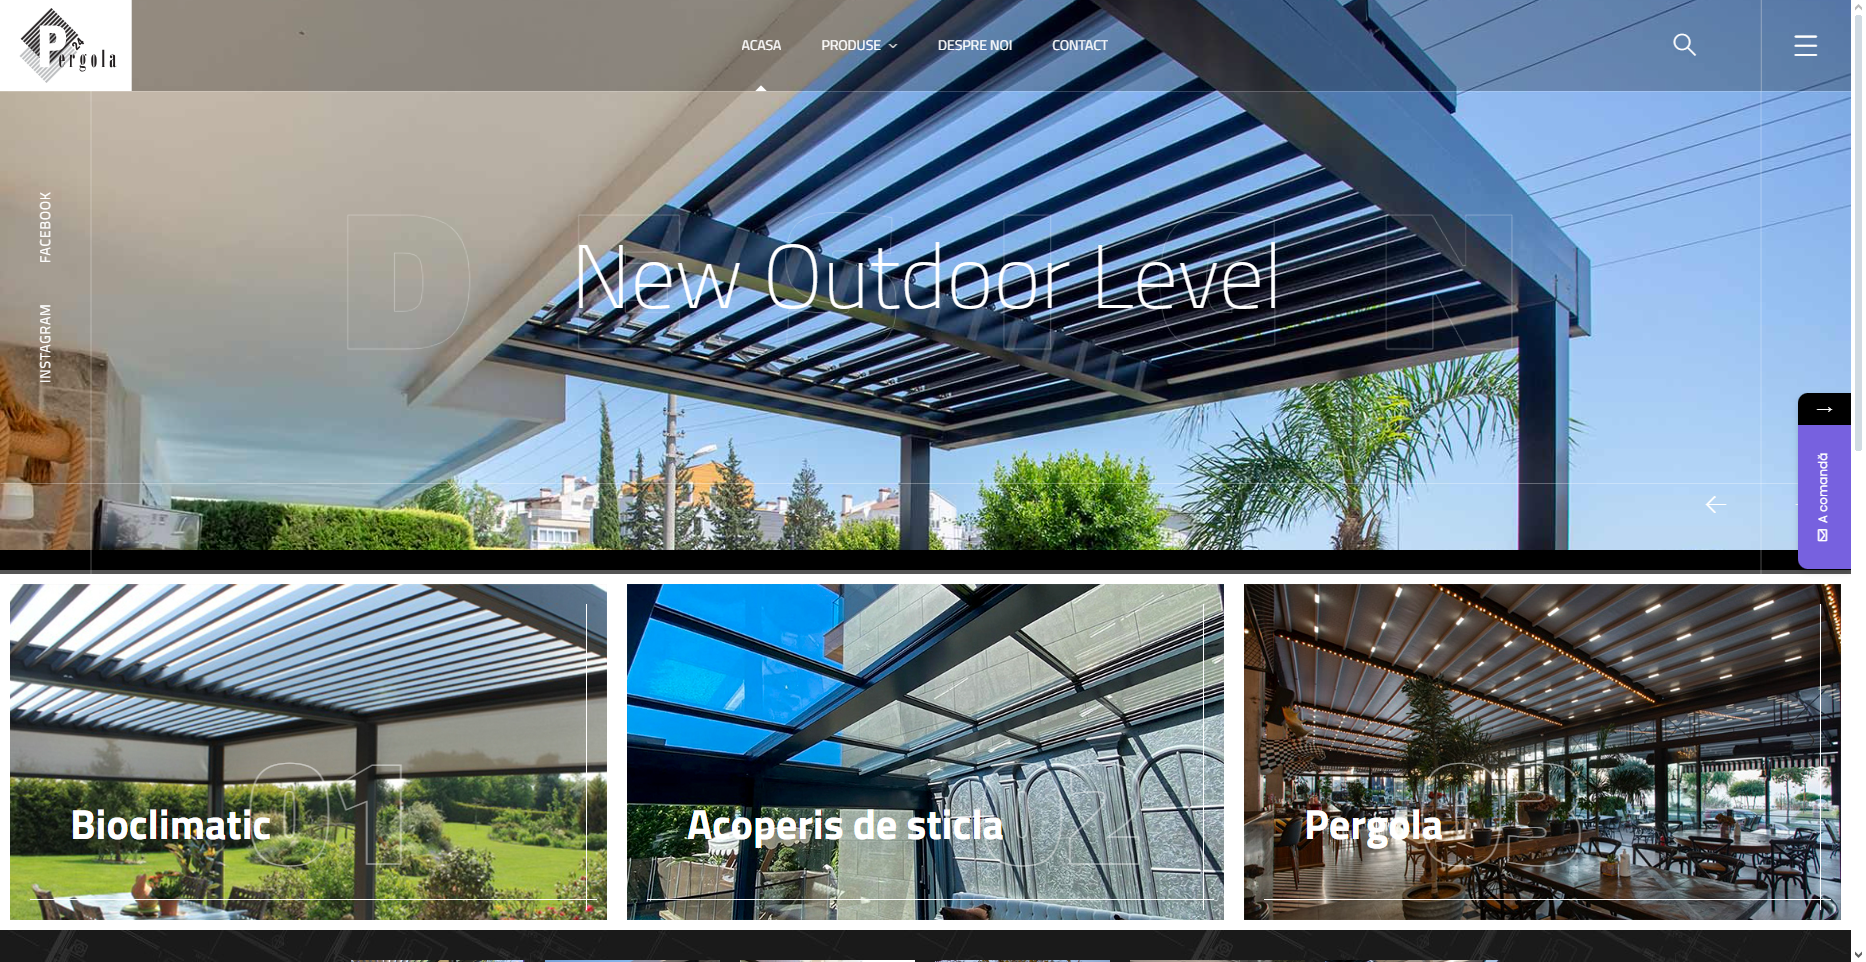 Pergola
24
ACASA
PRODUSE
DESPRE NOI
CONTACT
FACEBOOK
INSTAGRAM
DESIGN
New Outdoor Level
→
A comandă
01
Bioclimatic
02
Acoperis de sticla
03
Pergola